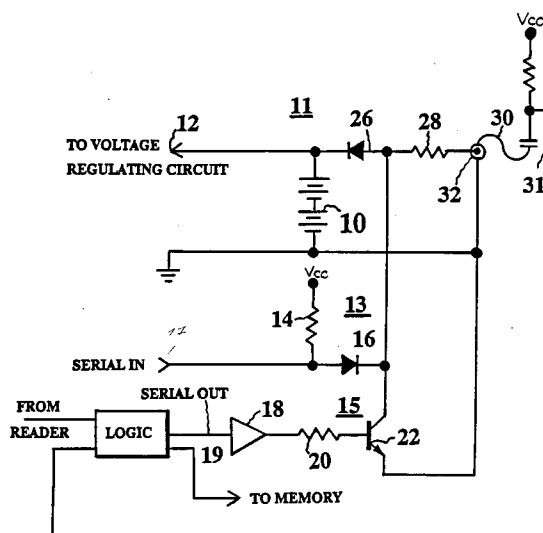 Vcc
12
11
26
28
30
TO VOLTAGE
REGULATING CIRCUIT
32
31
10
Vcc
14
13
17
16
SERIAL IN
SERIAL OUT
18
15
FROM
READER
LOGIC
19
20
22
TO MEMORY